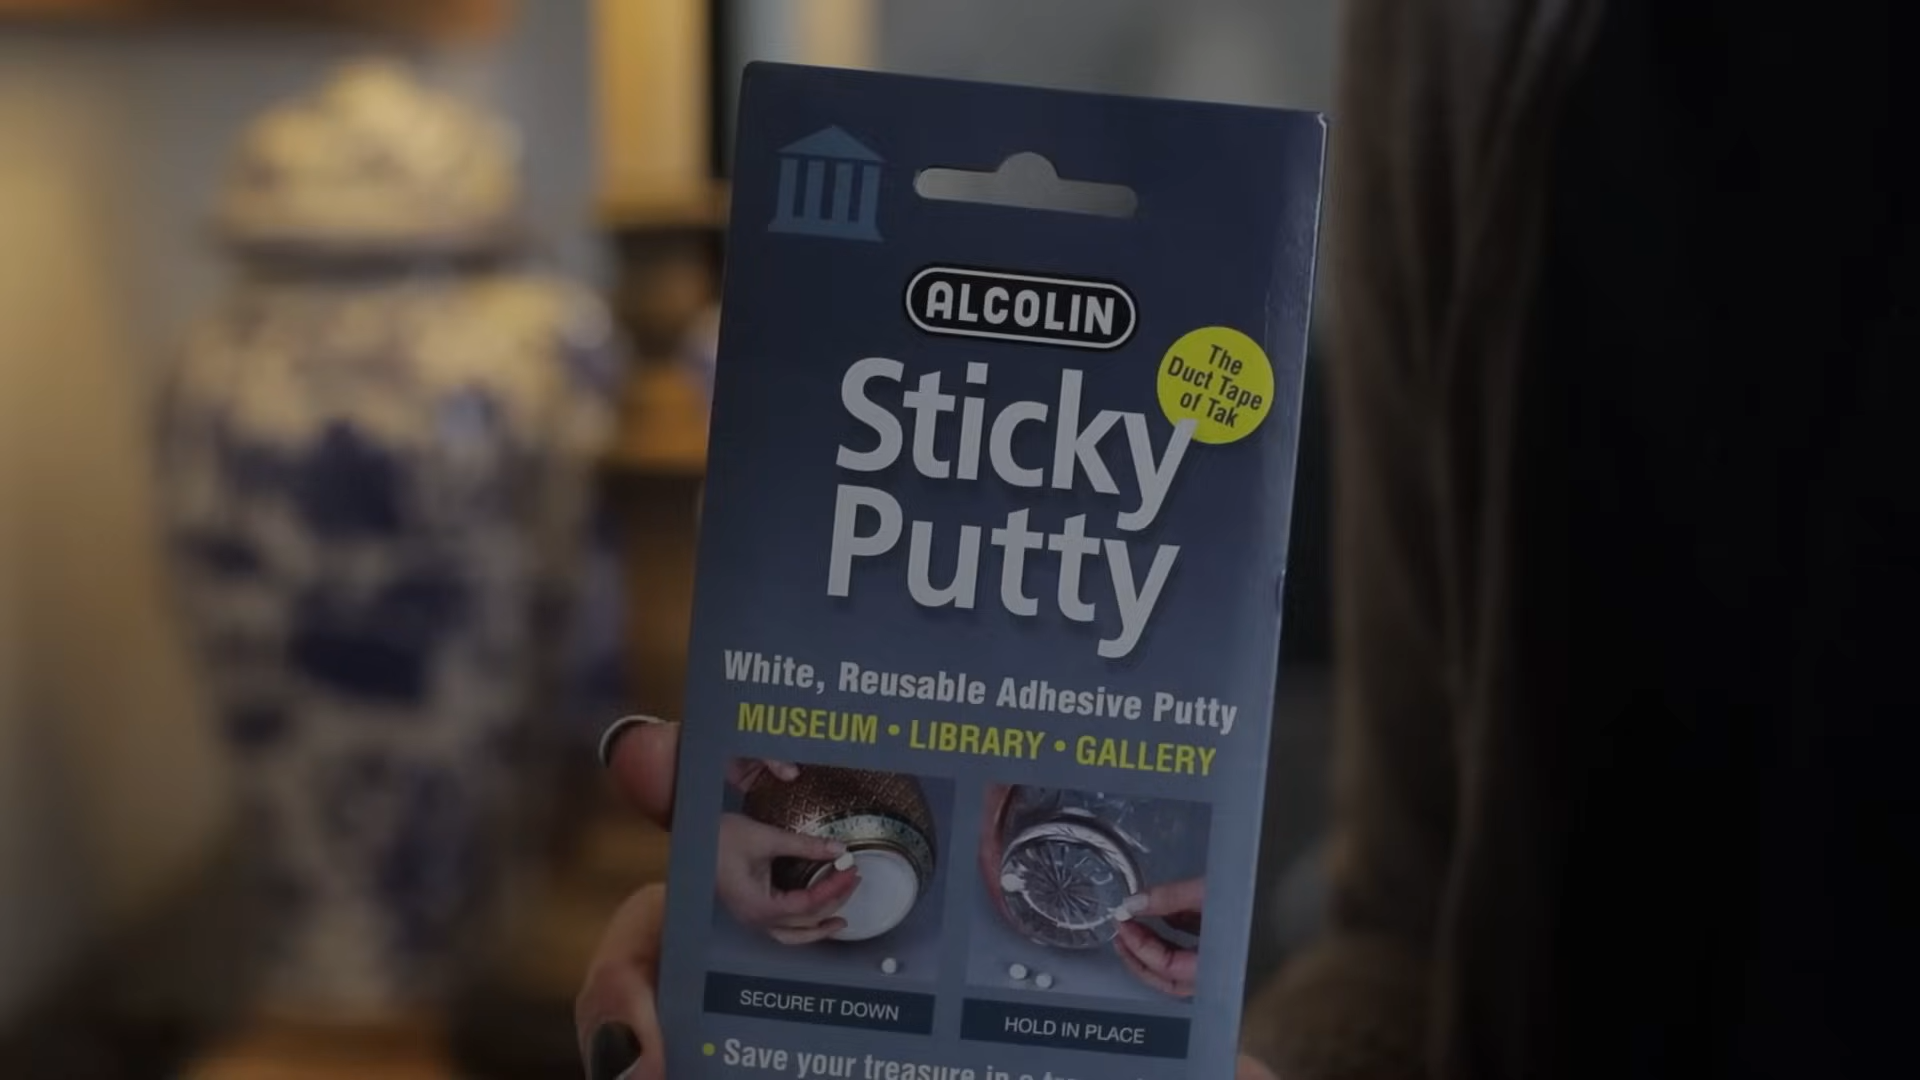 ALCOLIN
The
Duct Tape
of Tak
Sticky
Putty
White, Reusable Adhesive Putty
MUSEUM • LIBRARY • GALLERY
SECURE IT DOWN
HOLD IN PLACE
• Save your treasure in a